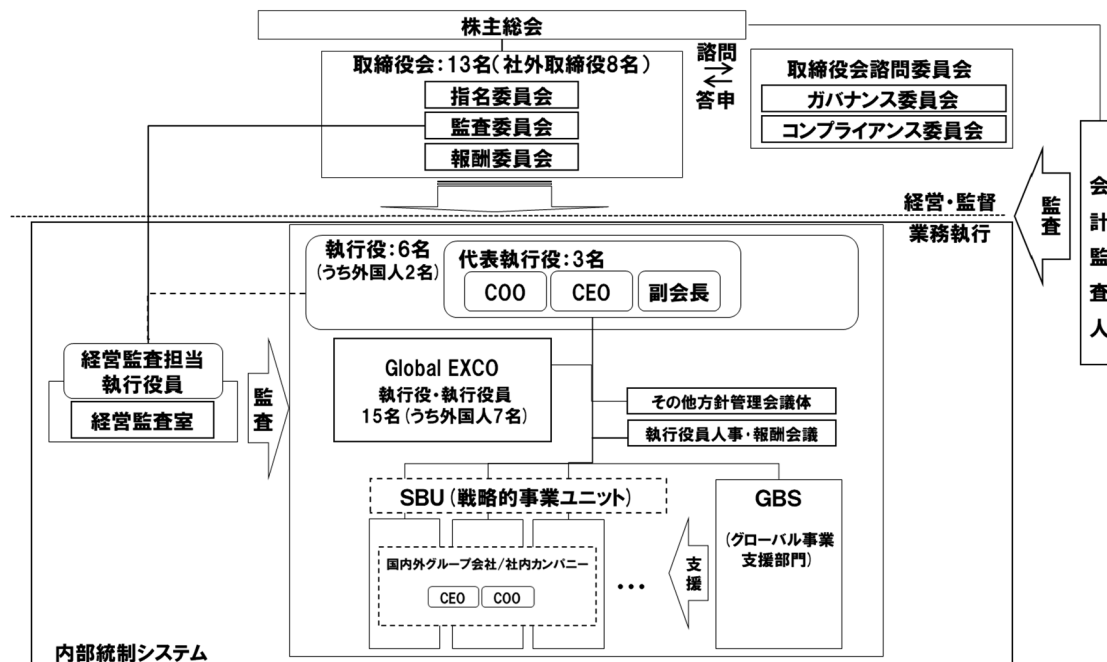 株主総会
取締役会：13名（社外取締役8名）
指名委員会
監査委員会
報酬委員会
諮問
答申
取締役会諮問委員会
ガバナンス委員会
コンプライアンス委員会
会計監査人
監査
経営・監督
業務執行
執行役：6名
(うち外国人2名)
代表執行役：3名
COO
CEO
副会長
経営監査担当
執行役員
経営監査室
監査
Global EXCO
執行役・執行役員
15名(うち外国人7名)
その他方針管理会議体
執行役員人事・報酬会議
SBU (戦略的事業ユニット)
国内外グループ会社/社内カンパニー
CEO
COO
...
支援
GBS
(グローバル事業
支援部門)
内部統制システム